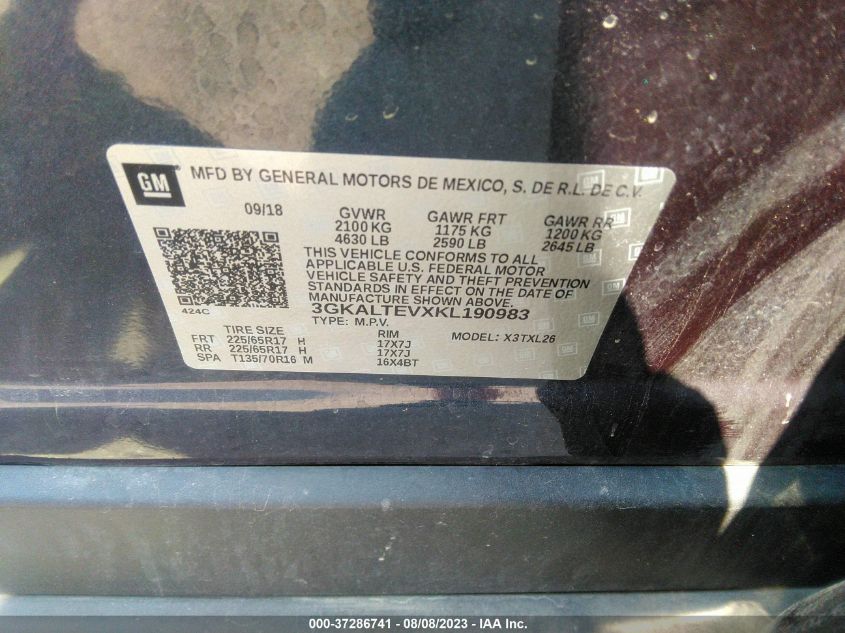 GM MFD BY GENERAL MOTORS DE MEXICO, S. DE R.L. DE C.V.
09/18 GVWR GAWR FRT GAWR RR
2100 KG 1175 KG 1200 KG
4630 LB 2590 LB 2645 LB
THIS VEHICLE CONFORMS TO ALL
APPLICABLE U.S. FEDERAL MOTOR
VEHICLE SAFETY AND THEFT PREVENTION
STANDARDS IN EFFECT ON THE DATE OF
MANUFACTURE SHOWN ABOVE.
424C 3GKALTEVXKL190983
TYPE: M.P.V. MODEL: X3TXL26
TIRE SIZE RIM
FRT 225/65R17 H 17X7J
RR 225/65R17 H 17X7J
SPA T135/70R16 M 16X4BT
000-37286741 - 08/08/2023 - IAA Inc.